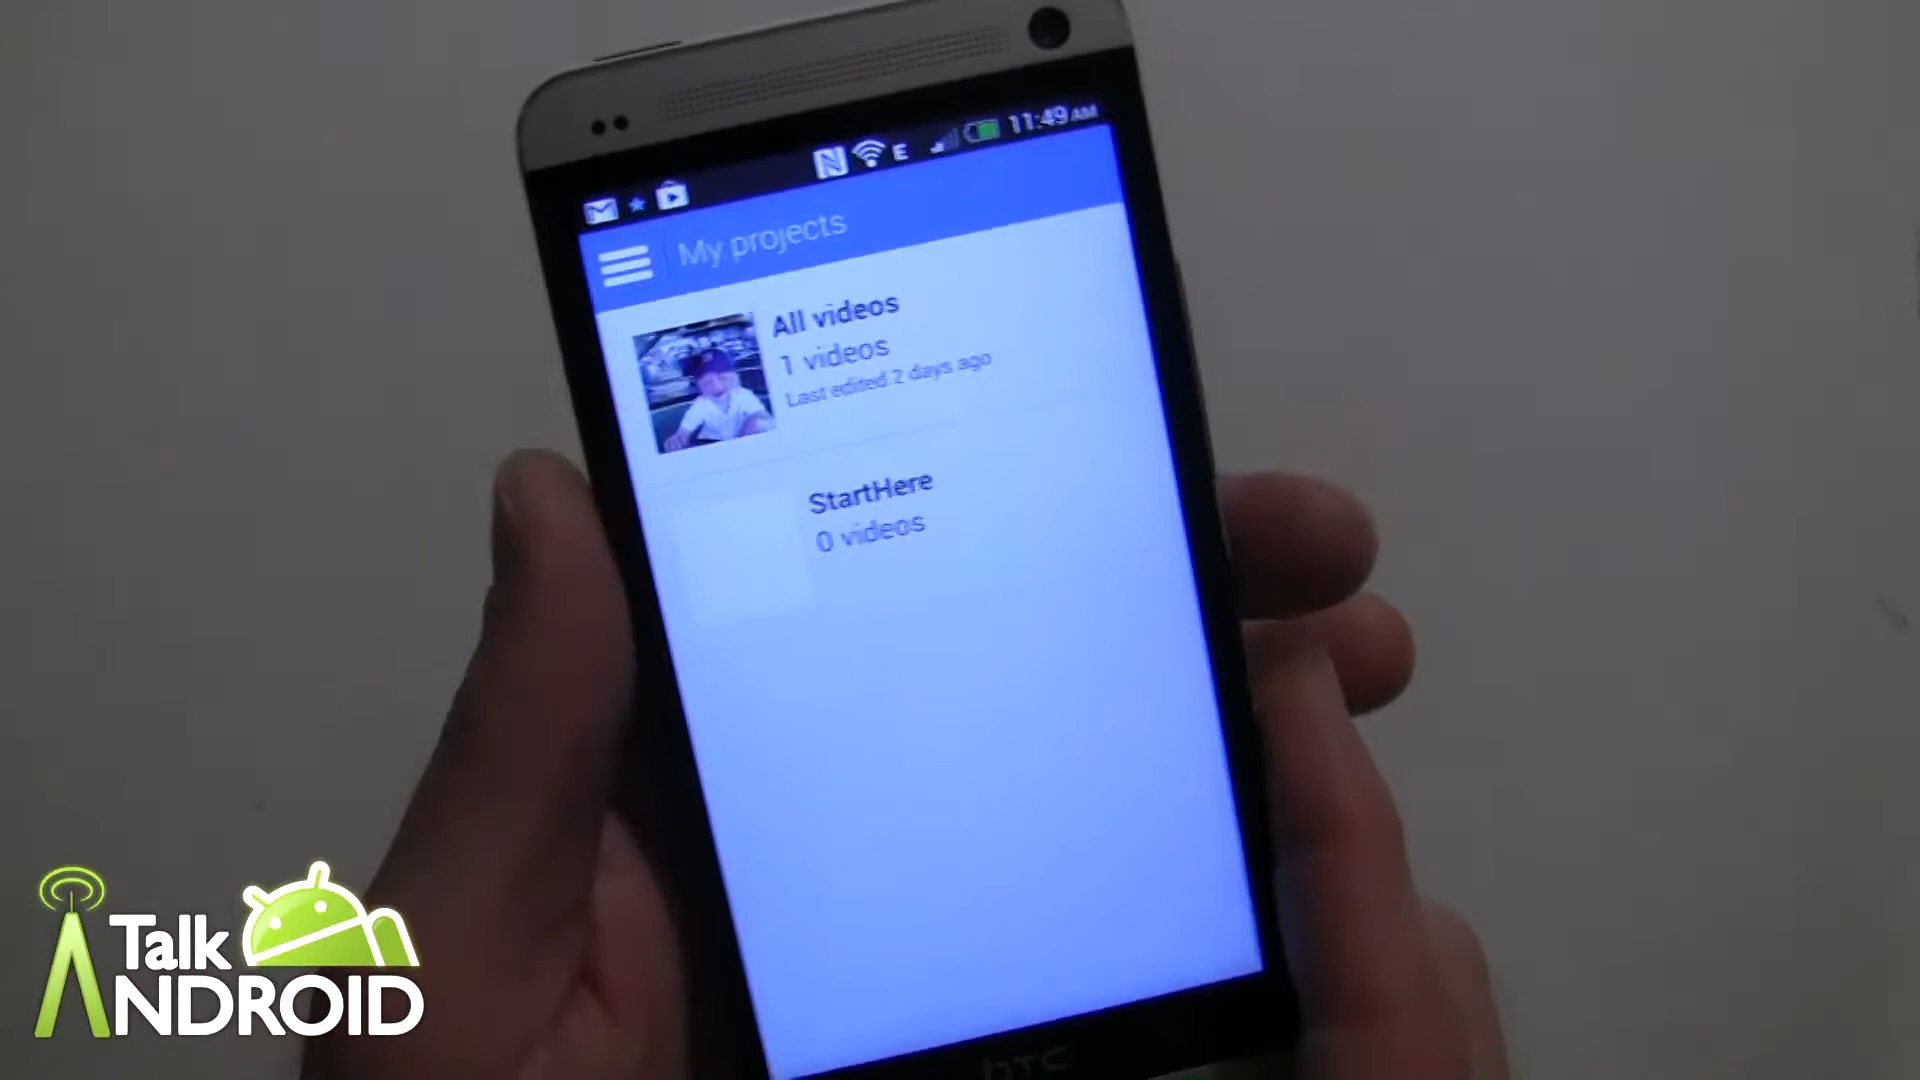 N E 11:49 AM
My projects
All videos
1 videos
Last edited 2 days ago
StartHere
0 videos
hTC
Talk
ANDROID